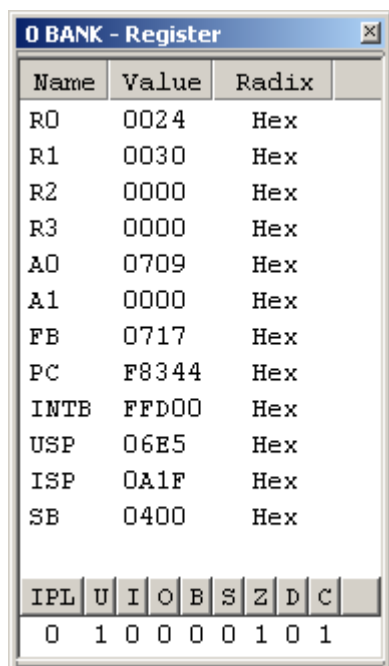 0 BANK - Register
Name Value Radix
R0 0024 Hex
R1 0030 Hex
R2 0000 Hex
R3 0000 Hex
A0 0709 Hex
A1 0000 Hex
FB 0717 Hex
PC F8344 Hex
INTB FFD00 Hex
USP 06E5 Hex
ISP 0A1F Hex
SB 0400 Hex
IPL U I O B S Z D C
0 1 0 0 0 0 1 0 1